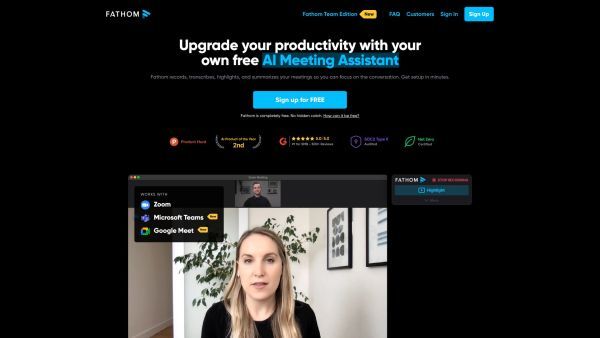 FATHOM
Fathom Team Edition New FAQ Customers Sign In Sign Up
Upgrade your productivity with your
own free AI Meeting Assistant
Fathom records, transcribes, highlights, and summarizes your meetings so you can focus on the conversation. Get setup in minutes.
Sign up for FREE
Fathom is completely free. No hidden catch. How can it be free?
Product Hunt
AI Product of the Year
2nd
5.0 | 5.0
SOC2 Type II
Audited
Net Zero
Certified
Zoom Meeting
WORKS WITH
Zoom
Microsoft Teams New
Google Meet New
FATHOM
STOP RECORDING
Highlight